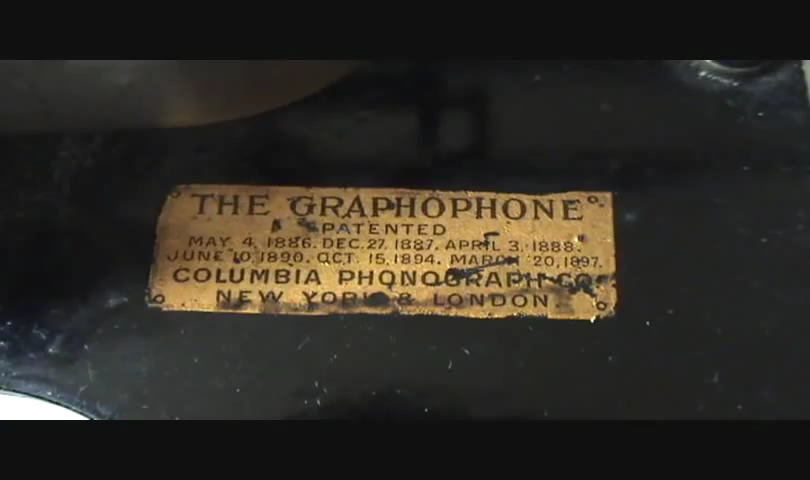 THE GRAPHOPHONE
PATENTED
MAY 4, 1886. DEC. 27, 1887. APRIL 3, 1888.
JUNE 10, 1890. OCT. 15, 1894. MARCH 20, 1897.
COLUMBIA PHONOGRAPH CO.
NEW YORK & LONDON.